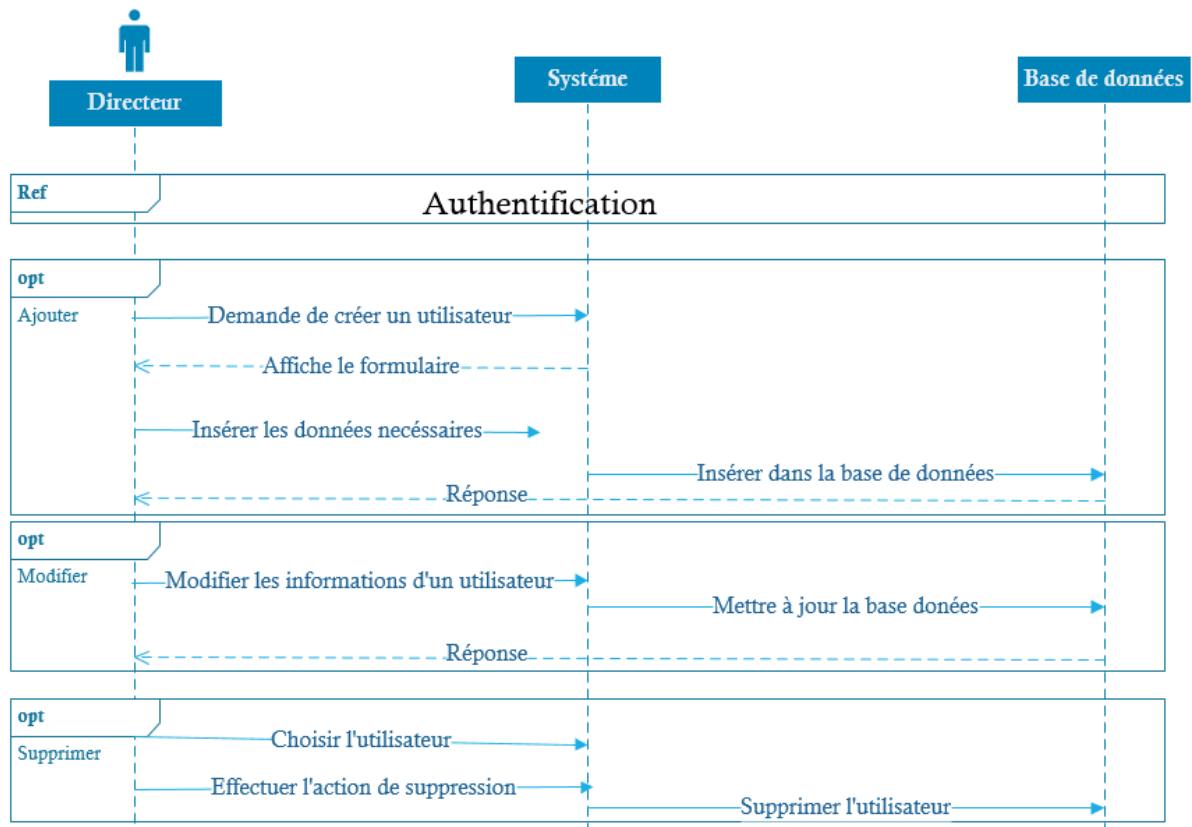 Directeur
Systéme
Base de données
Ref
Authentification
opt
Ajouter
Demande de créer un utilisateur
Affiche le formulaire
Insérer les données necéssaires
Insérer dans la base de données
Réponse
opt
Modifier
Modifier les informations d'un utilisateur
Mettre à jour la base donées
Réponse
opt
Supprimer
Choisir l'utilisateur
Effectuer l'action de suppression
Supprimer l'utilisateur